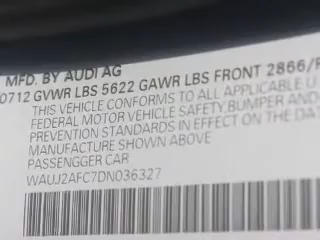 MFD. BY AUDI AG
0712 GVWR LBS 5622 GAWR LBS FRONT 2866/R
THIS VEHICLE CONFORMS TO ALL APPLICABLE U
FEDERAL MOTOR VEHICLE SAFETY,BUMPER AND
PREVENTION STANDARDS IN EFFECT ON THE D
MANUFACTURE SHOWN ABOVE
PASSENGGER CAR
WAUJ2AFC7DN036327